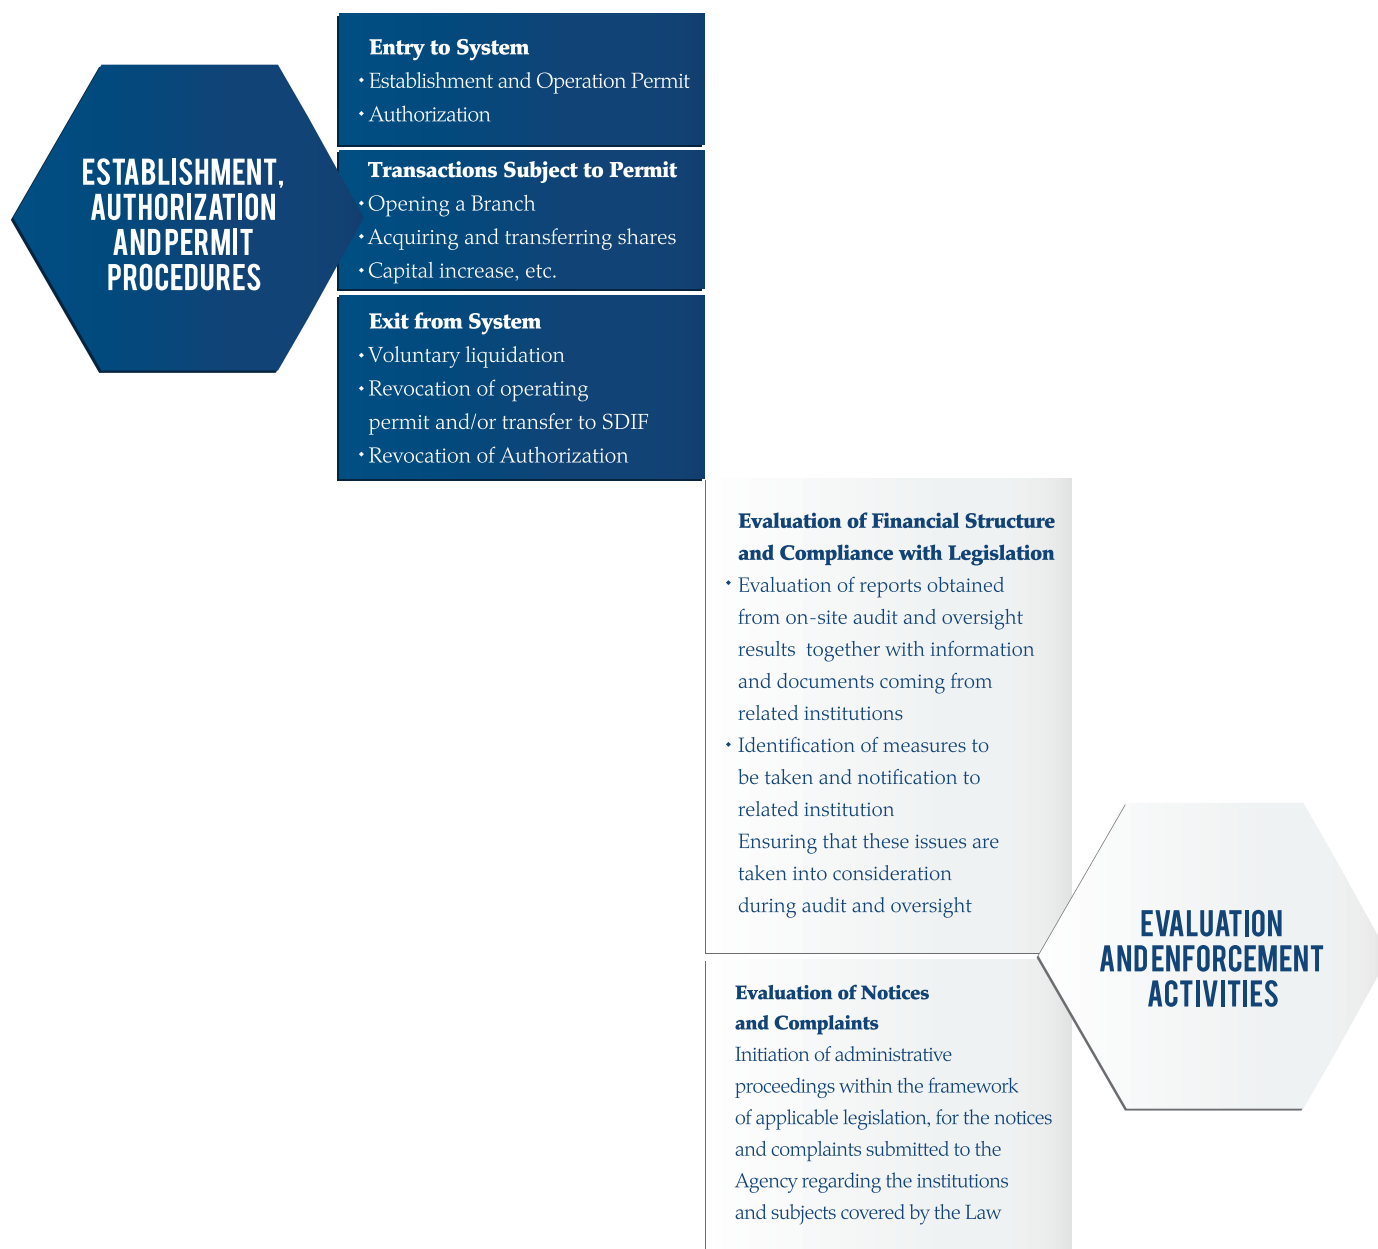 ESTABLISHMENT,
AUTHORIZATION
AND PERMIT
PROCEDURES
Entry to System
• Establishment and Operation Permit
• Authorization
Transactions Subject to Permit
• Opening a Branch
• Acquiring and transferring shares
• Capital increase, etc.
Exit from System
• Voluntary liquidation
• Revocation of operating
permit and/or transfer to SDIF
• Revocation of Authorization
Evaluation of Financial Structure
and Compliance with Legislation
• Evaluation of reports obtained
from on-site audit and oversight
results together with information
and documents coming from
related institutions
• Identification of measures to
be taken and notification to
related institution
Ensuring that these issues are
taken into consideration
during audit and oversight
Evaluation of Notices
and Complaints
Initiation of administrative
proceedings within the framework
of applicable legislation, for the notices
and complaints submitted to the
Agency regarding the institutions
and subjects covered by the Law
EVALUATION
AND ENFORCEMENT
ACTIVITIES